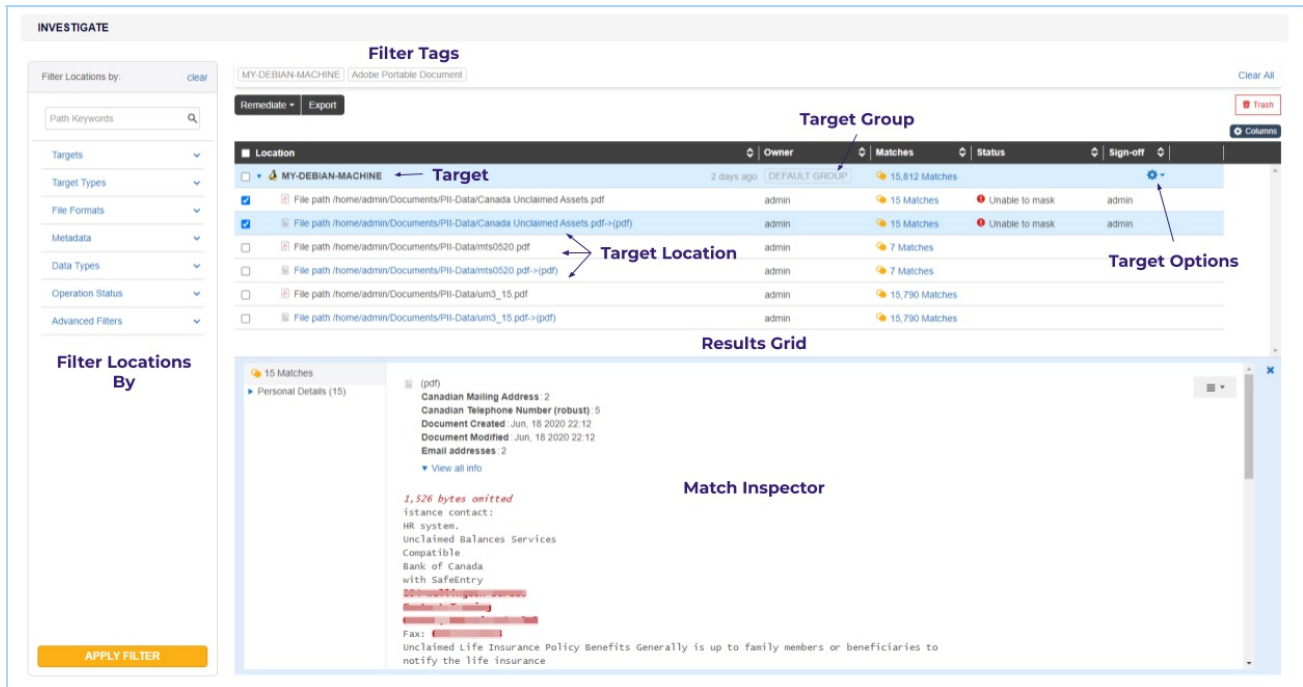 INVESTIGATE
Filter Tags
Filter Locations by: clear
MY-DEBIAN-MACHINE Adobe Portable Document Clear All
Path Keywords
Remediate Export Trash
Target Group
Columns
Targets
Target Types
File Formats
Metadata
Data Types
Operation Status
Advanced Filters
Filter Locations
By
APPLY FILTER
Location Owner Matches Status Sign-off
MY-DEBIAN-MACHINE Target 2 days ago DEFAULT GROUP 15,812 Matches
File path /home/admin/Documents/PII-Data/Canada Unclaimed Assets.pdf admin 15 Matches Unable to mask admin
File path /home/admin/Documents/PII-Data/Canada Unclaimed Assets.pdf->(pdf) admin 15 Matches Unable to mask admin
File path /home/admin/Documents/PII-Data/mts0520.pdf admin 7 Matches
Target Location
Target Options
File path /home/admin/Documents/PII-Data/mts0520.pdf->(pdf) admin 7 Matches
File path /home/admin/Documents/PII-Data/um3_15.pdf admin 15,790 Matches
File path /home/admin/Documents/PII-Data/um3_15.pdf->(pdf) admin 15,790 Matches
Results Grid
15 Matches
Personal Details (15)
(pdf)
Canadian Mailing Address: 2
Canadian Telephone Number (robust): 5
Document Created: Jun, 18 2020 22:12
Document Modified: Jun, 18 2020 22:12
Email addresses: 2
View all info
Match Inspector
1,526 bytes omitted
istance contact:
HR system.
Unclaimed Balances Services
Compatible
Bank of Canada
with SafeEntry
Fax:
Unclaimed Life Insurance Policy Benefits Generally is up to family members or beneficiaries to
notify the life insurance